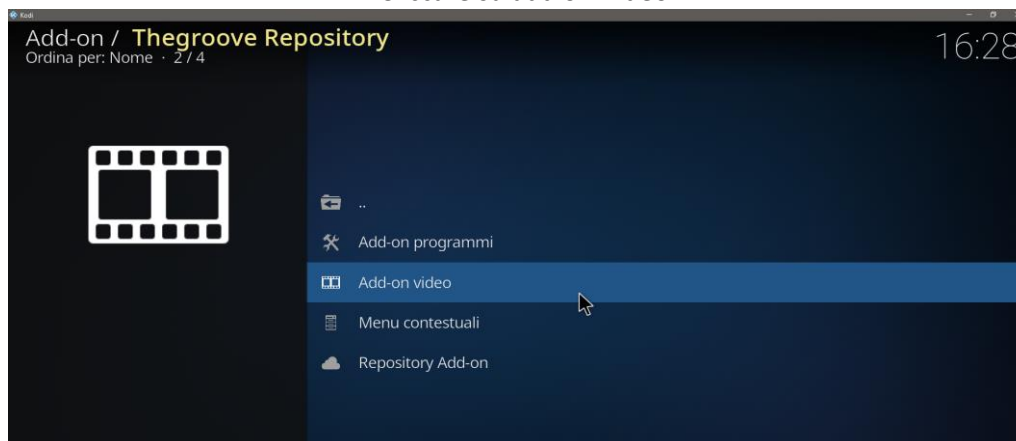 Kodi
Add-on / Thegroove Repository
Ordina per: Nome · 2 / 4
16:28
..
Add-on programmi
Add-on video
Menu contestuali
Repository Add-on